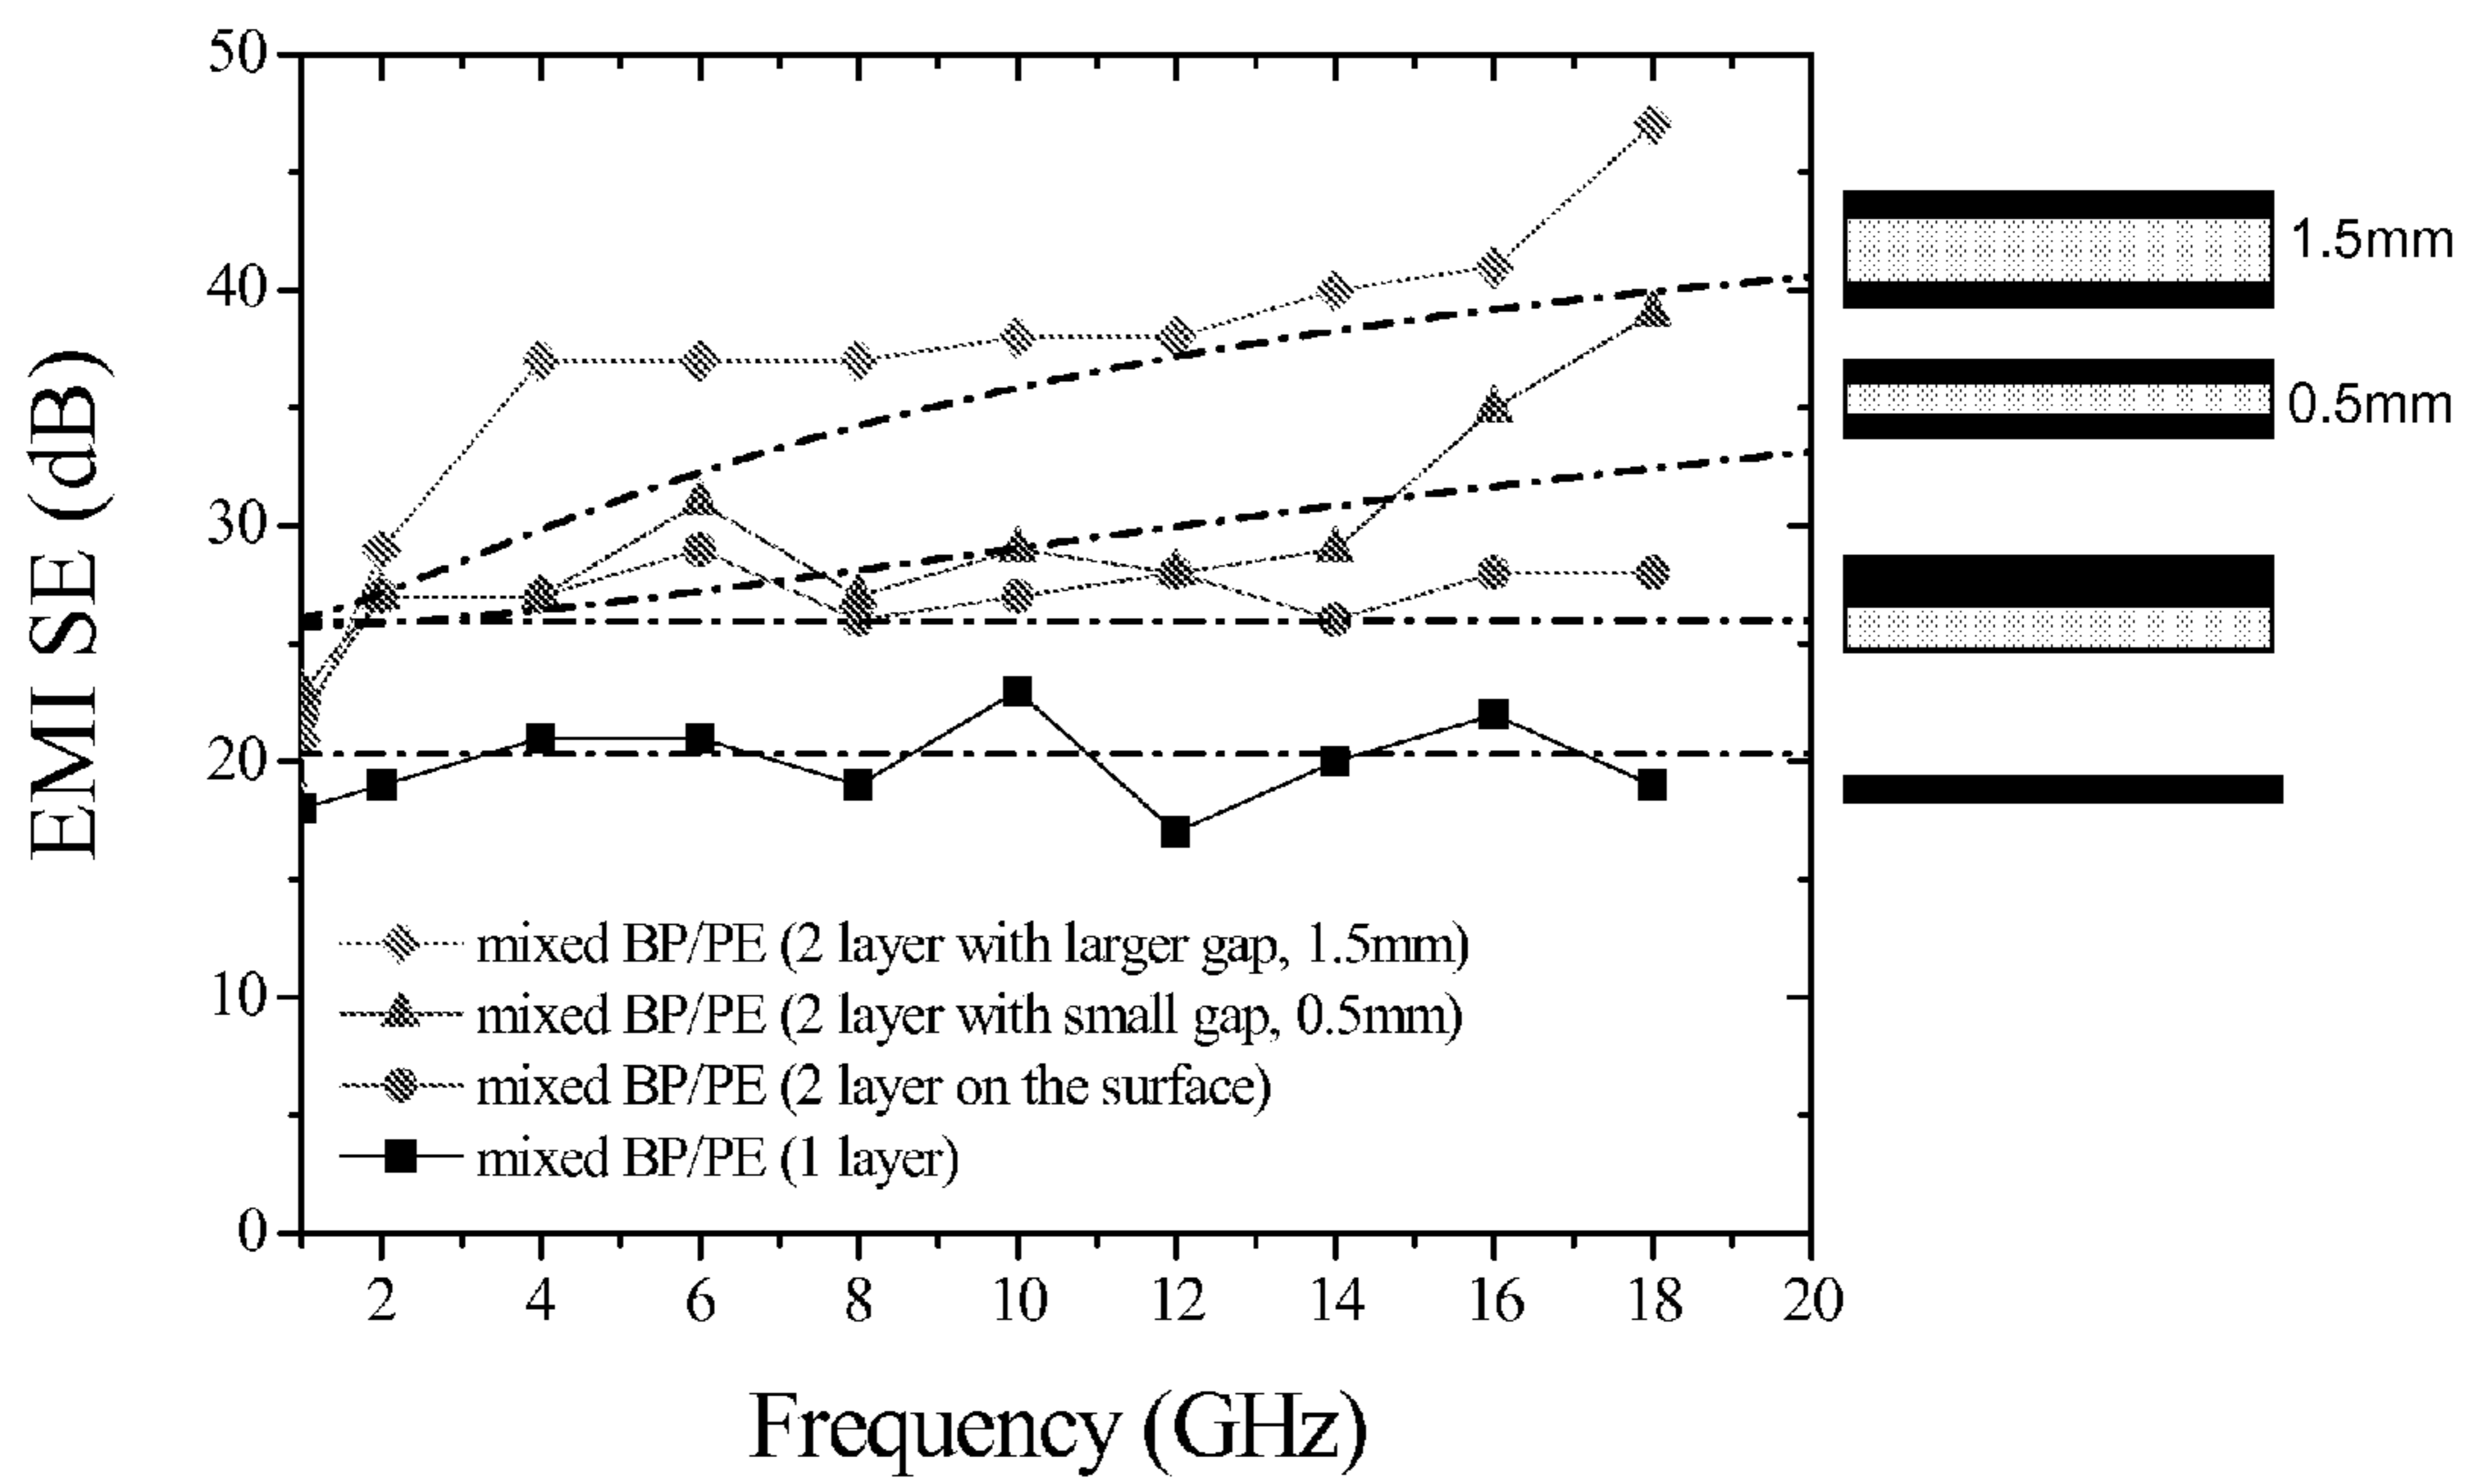 50
40
30
20
10
0
EMI SE (dB)
1.5mm
0.5mm
mixed BP/PE (2 layer with larger gap, 1.5mm)
mixed BP/PE (2 layer with small gap, 0.5mm)
mixed BP/PE (2 layer on the surface)
mixed BP/PE (1 layer)
2 4 6 8 10 12 14 16 18 20
Frequency (GHz)